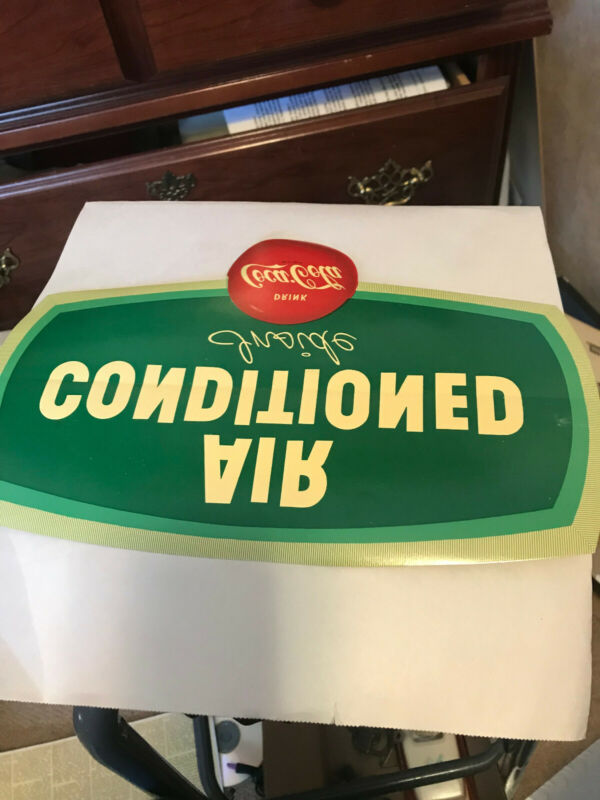 AIR
CONDITIONED
Inside
DRINK
Coca-Cola